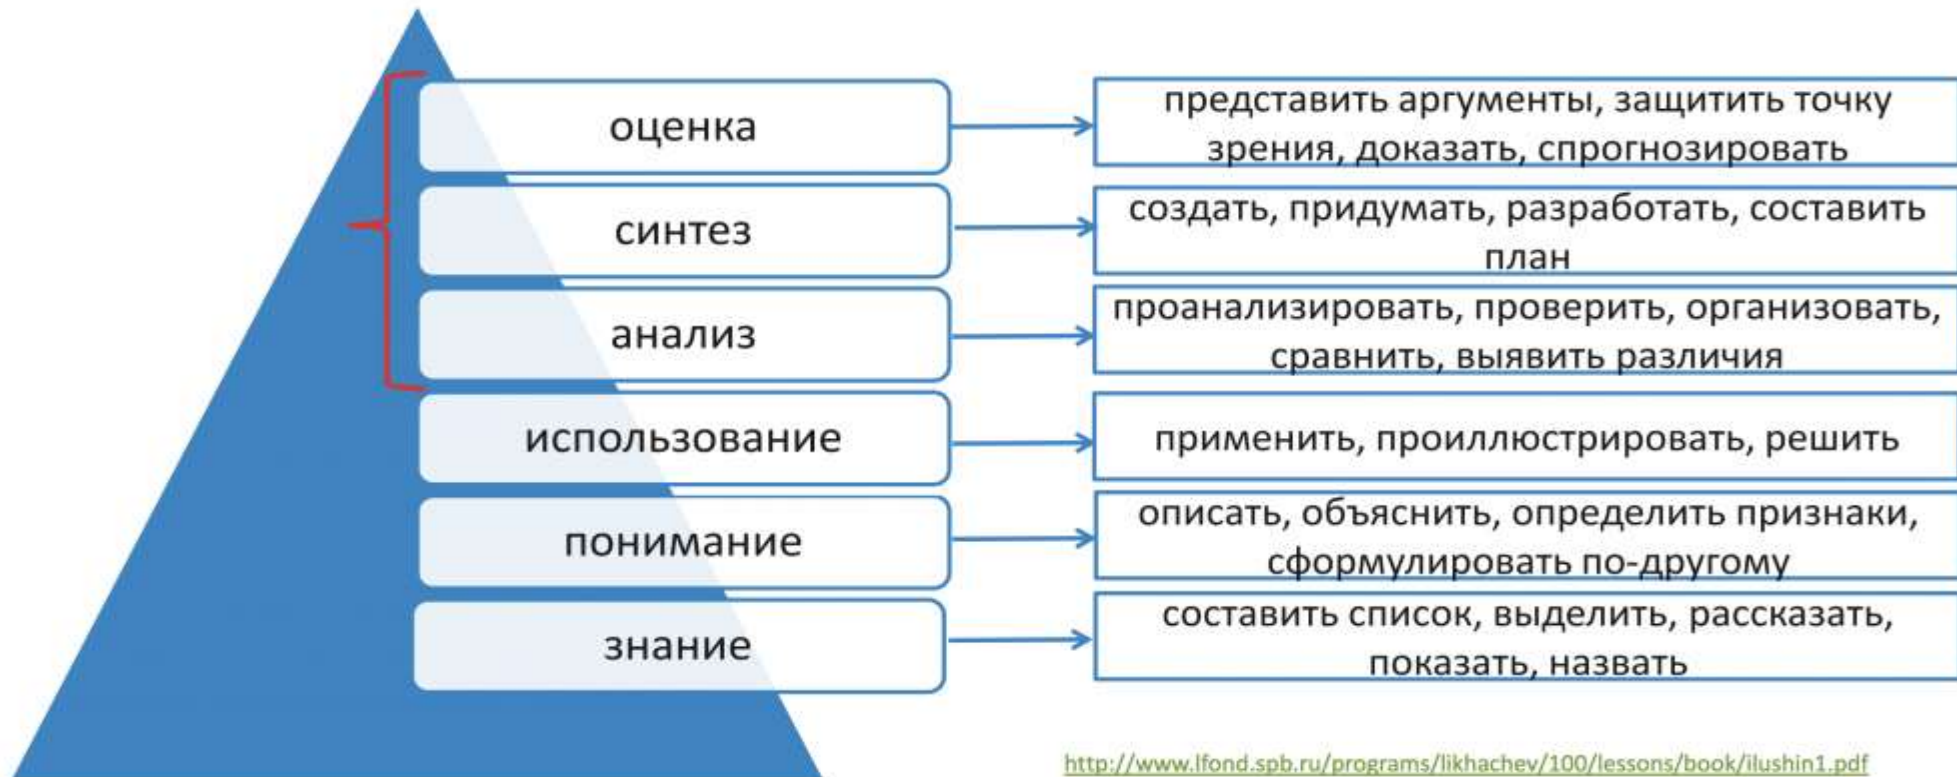 оценка
представить аргументы, защитить точку
зрения, доказать, спрогнозировать
синтез
создать, придумать, разработать, составить
план
анализ
проанализировать, проверить, организовать,
сравнить, выявить различия
использование
применить, проиллюстрировать, решить
понимание
описать, объяснить, определить признаки,
сформулировать по-другому
знание
составить список, выделить, рассказать,
показать, назвать
http://www.lfond.spb.ru/programs/likhachev/100/lessons/book/ilushin1.pdf